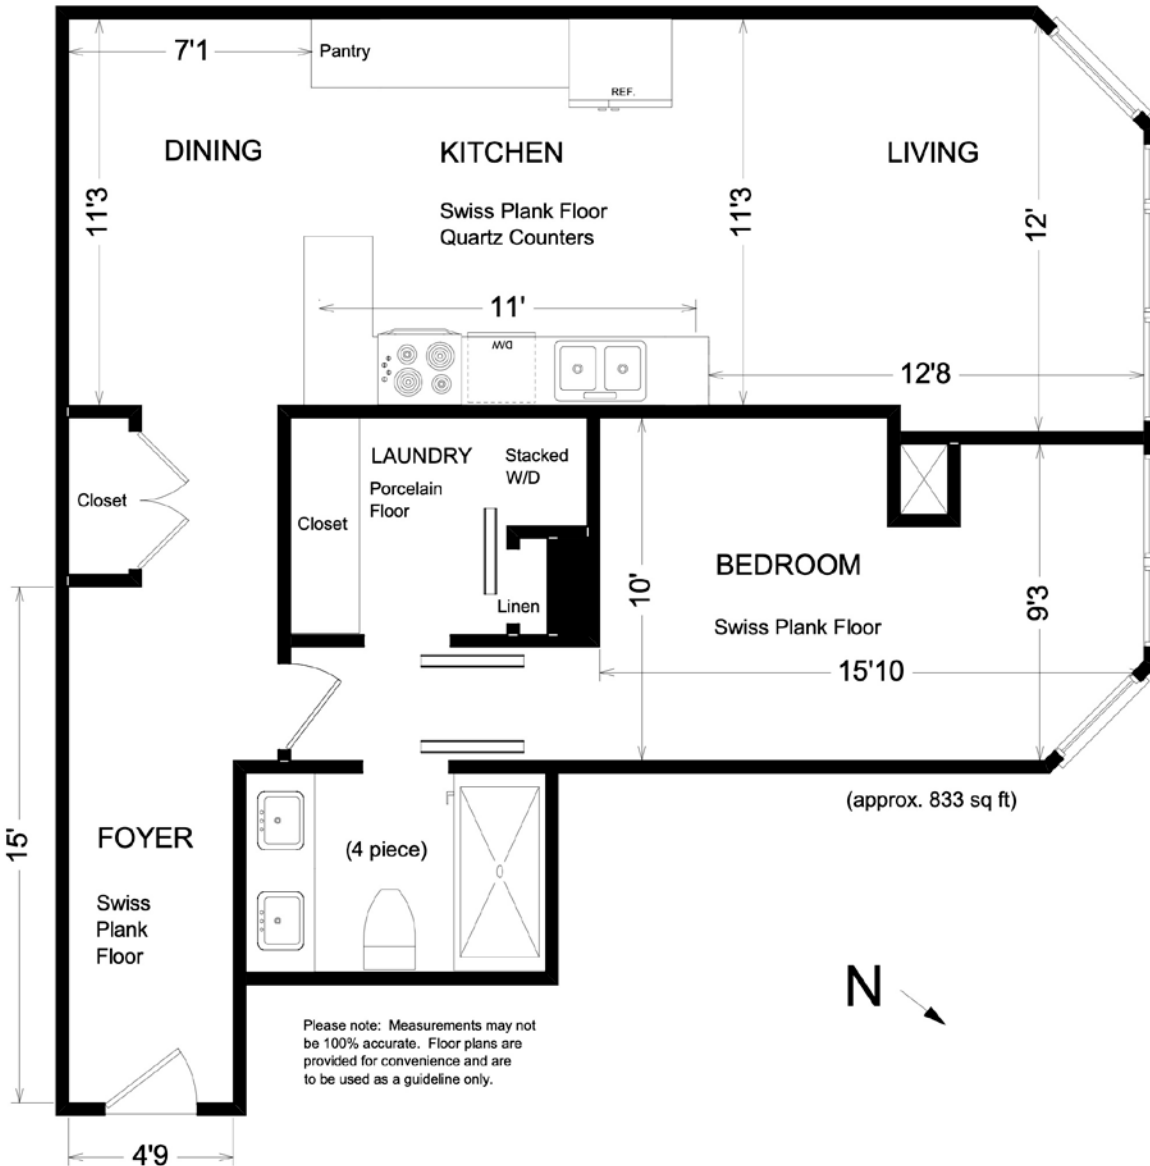 7'1
Pantry
REF.
DINING
KITCHEN
LIVING
11'3
Swiss Plank Floor
Quartz Counters
11'3
12'
11'
D/W
12'8
LAUNDRY
Stacked
W/D
Porcelain
Floor
Closet
Closet
Linen
BEDROOM
10'
9'3
Swiss Plank Floor
15'10
(approx. 833 sq ft)
15'
FOYER
(4 piece)
Swiss
Plank
Floor
N
Please note: Measurements may not
be 100% accurate. Floor plans are
provided for convenience and are
to be used as a guideline only.
4'9